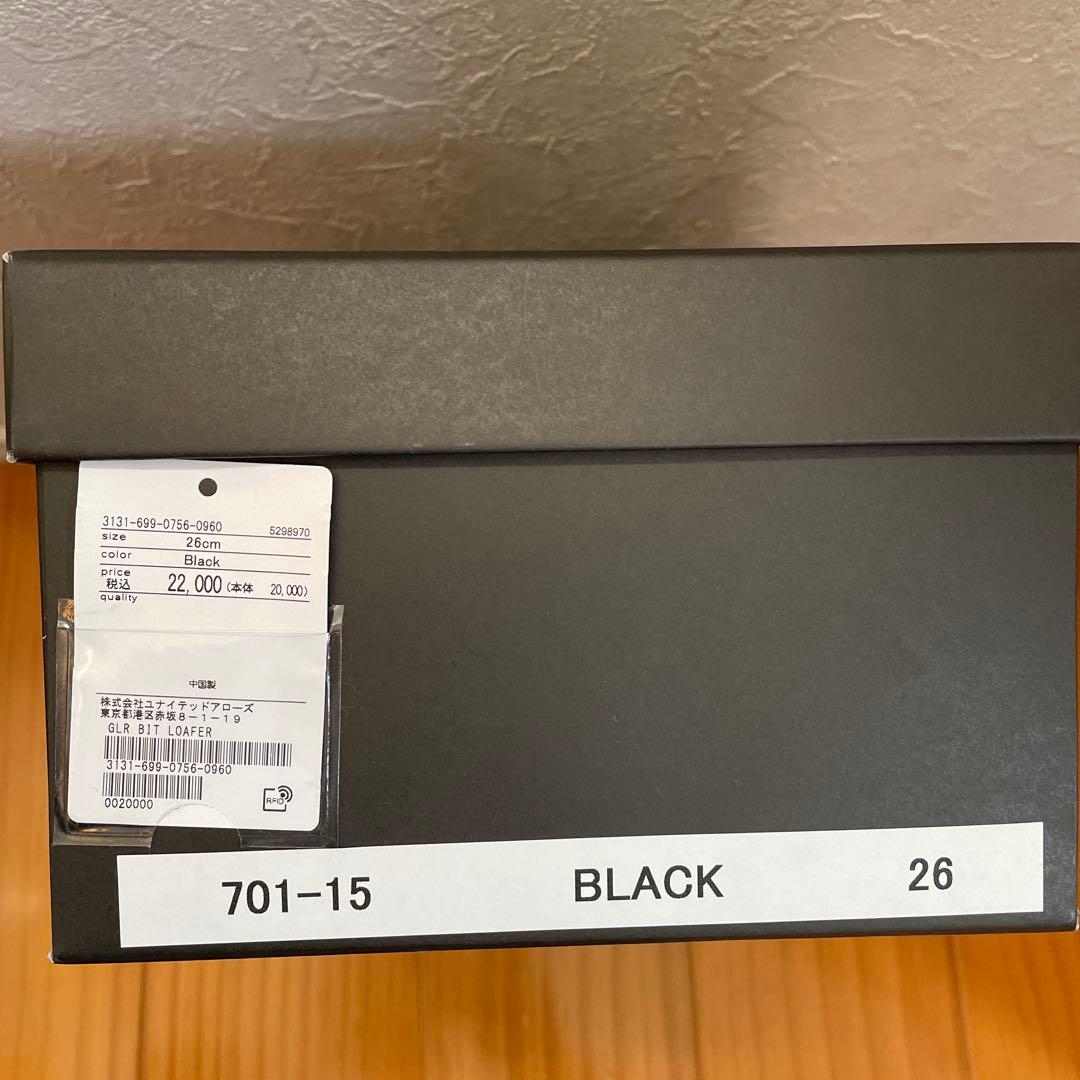 3131-699-0756-0960 5298970
size 26cm
color Black
price
税込 22,000 (本体 20,000)
quality
中国製
株式会社ユナイテッドアローズ
東京都港区赤坂8-1-19
GLR BIT LOAFER
3131-699-0756-0960
0020000
RFID
701-15 BLACK 26